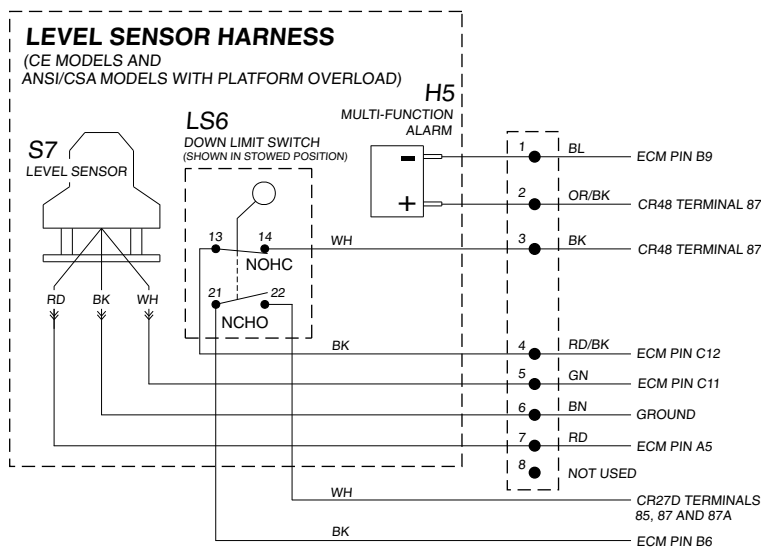 LEVEL SENSOR HARNESS
(CE MODELS AND
ANSI/CSA MODELS WITH PLATFORM OVERLOAD)
H5
MULTI-FUNCTION
ALARM
LS6
DOWN LIMIT SWITCH
(SHOWN IN STOWED POSITION)
S7
LEVEL SENSOR
-
+
1 BL ECM PIN B9
2 OR/BK CR48 TERMINAL 87
13 14 WH 3 BK CR48 TERMINAL 87
NOHC
RD BK WH
21 22
NCHO
BK 4 RD/BK ECM PIN C12
5 GN ECM PIN C11
6 BN GROUND
7 RD ECM PIN A5
8 NOT USED
WH CR27D TERMINALS
85, 87 AND 87A
BK ECM PIN B6